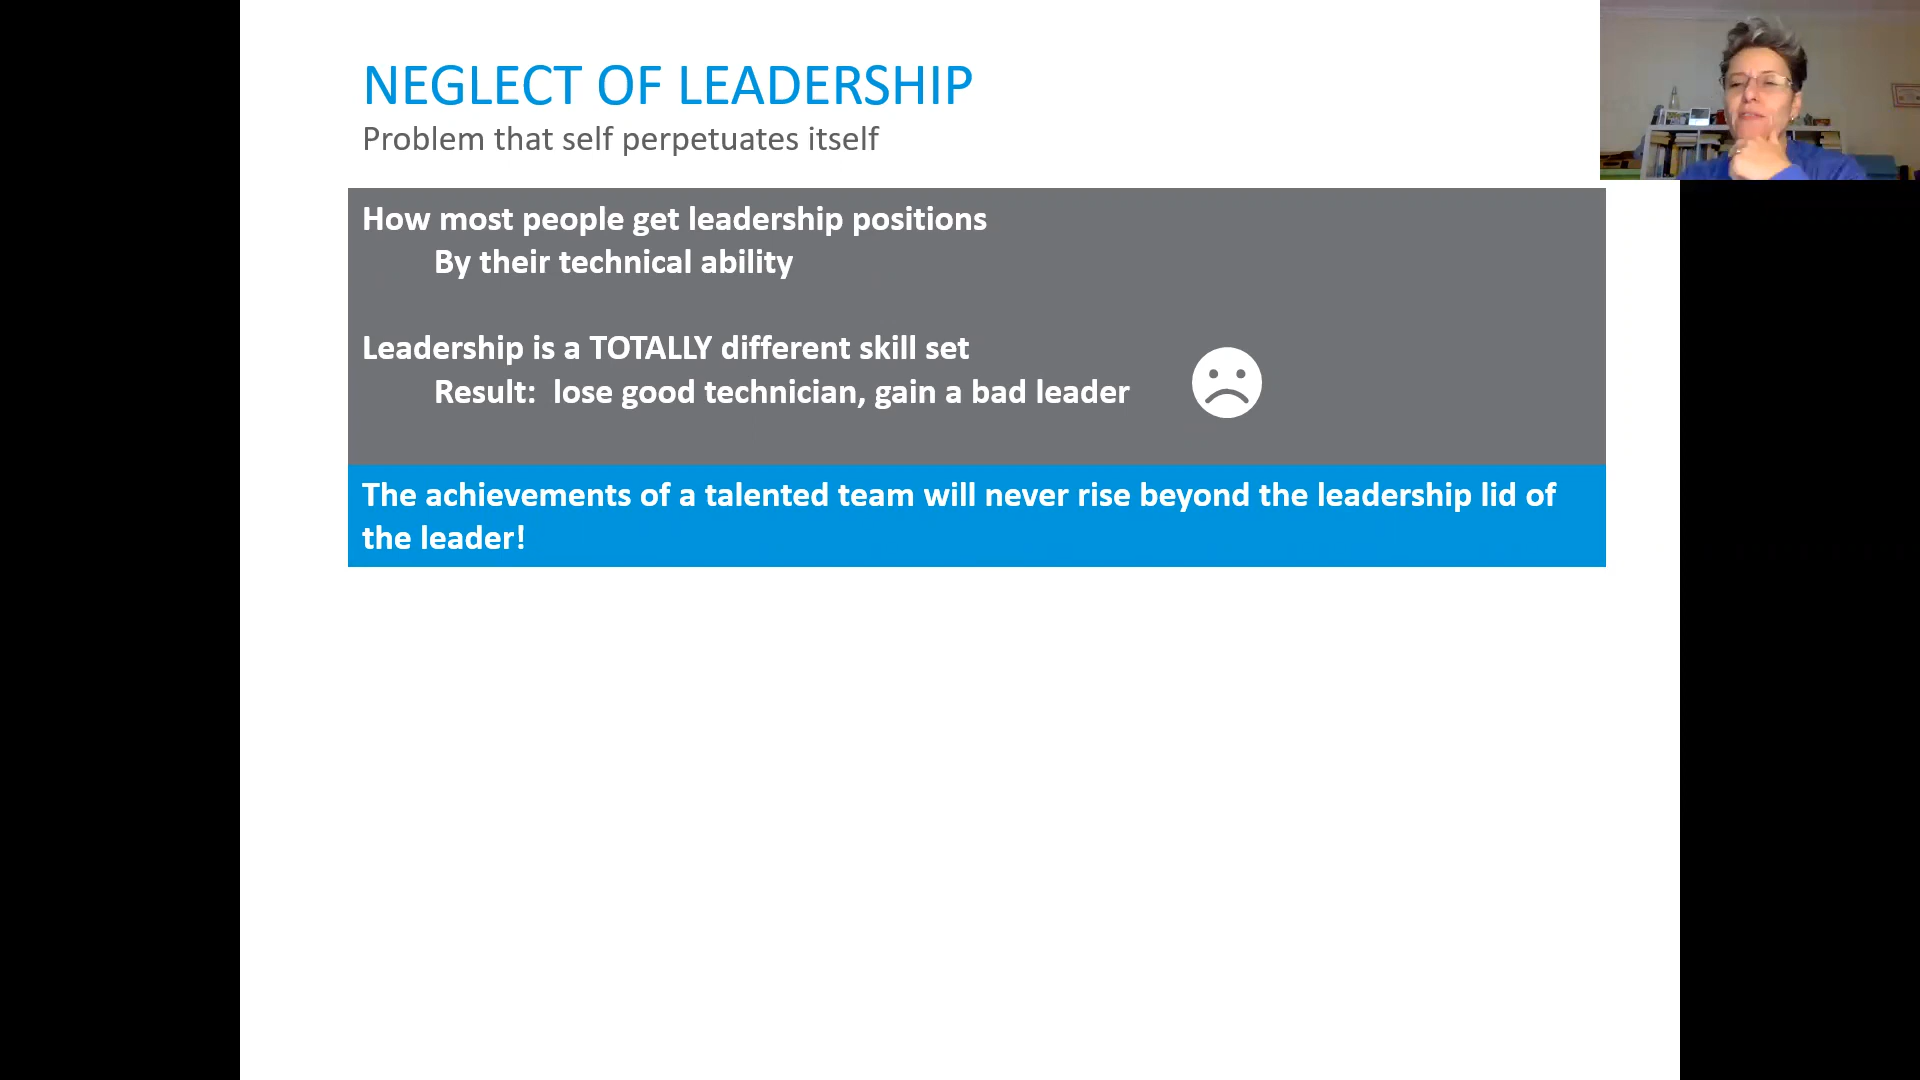 NEGLECT OF LEADERSHIP
Problem that self perpetuates itself
How most people get leadership positions
By their technical ability
Leadership is a TOTALLY different skill set
Result:  lose good technician, gain a bad leader
The achievements of a talented team will never rise beyond the leadership lid of
the leader!